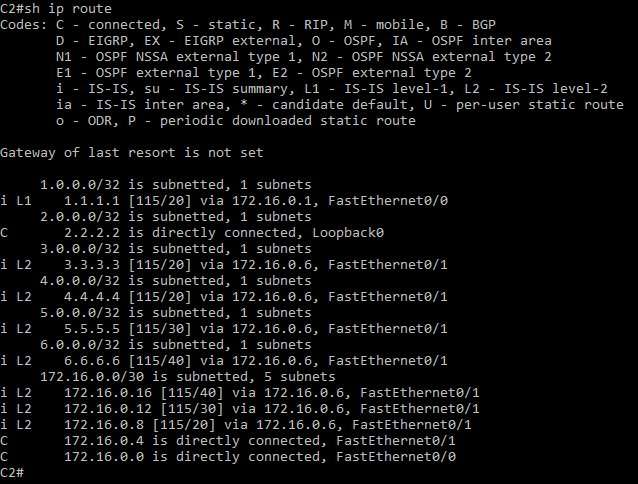 C2#sh ip route
Codes: C - connected, S - static, R - RIP, M - mobile, B - BGP
       D - EIGRP, EX - EIGRP external, O - OSPF, IA - OSPF inter area
       N1 - OSPF NSSA external type 1, N2 - OSPF NSSA external type 2
       E1 - OSPF external type 1, E2 - OSPF external type 2
       i - IS-IS, su - IS-IS summary, L1 - IS-IS level-1, L2 - IS-IS level-2
       ia - IS-IS inter area, * - candidate default, U - per-user static route
       o - ODR, P - periodic downloaded static route

Gateway of last resort is not set

     1.0.0.0/32 is subnetted, 1 subnets
i L1    1.1.1.1 [115/20] via 172.16.0.1, FastEthernet0/0
     2.0.0.0/32 is subnetted, 1 subnets
C       2.2.2.2 is directly connected, Loopback0
     3.0.0.0/32 is subnetted, 1 subnets
i L2    3.3.3.3 [115/20] via 172.16.0.6, FastEthernet0/1
     4.0.0.0/32 is subnetted, 1 subnets
i L2    4.4.4.4 [115/20] via 172.16.0.6, FastEthernet0/1
     5.0.0.0/32 is subnetted, 1 subnets
i L2    5.5.5.5 [115/30] via 172.16.0.6, FastEthernet0/1
     6.0.0.0/32 is subnetted, 1 subnets
i L2    6.6.6.6 [115/40] via 172.16.0.6, FastEthernet0/1
     172.16.0.0/30 is subnetted, 5 subnets
i L2    172.16.0.16 [115/40] via 172.16.0.6, FastEthernet0/1
i L2    172.16.0.12 [115/30] via 172.16.0.6, FastEthernet0/1
i L2    172.16.0.8 [115/20] via 172.16.0.6, FastEthernet0/1
C       172.16.0.4 is directly connected, FastEthernet0/1
C       172.16.0.0 is directly connected, FastEthernet0/0
C2#